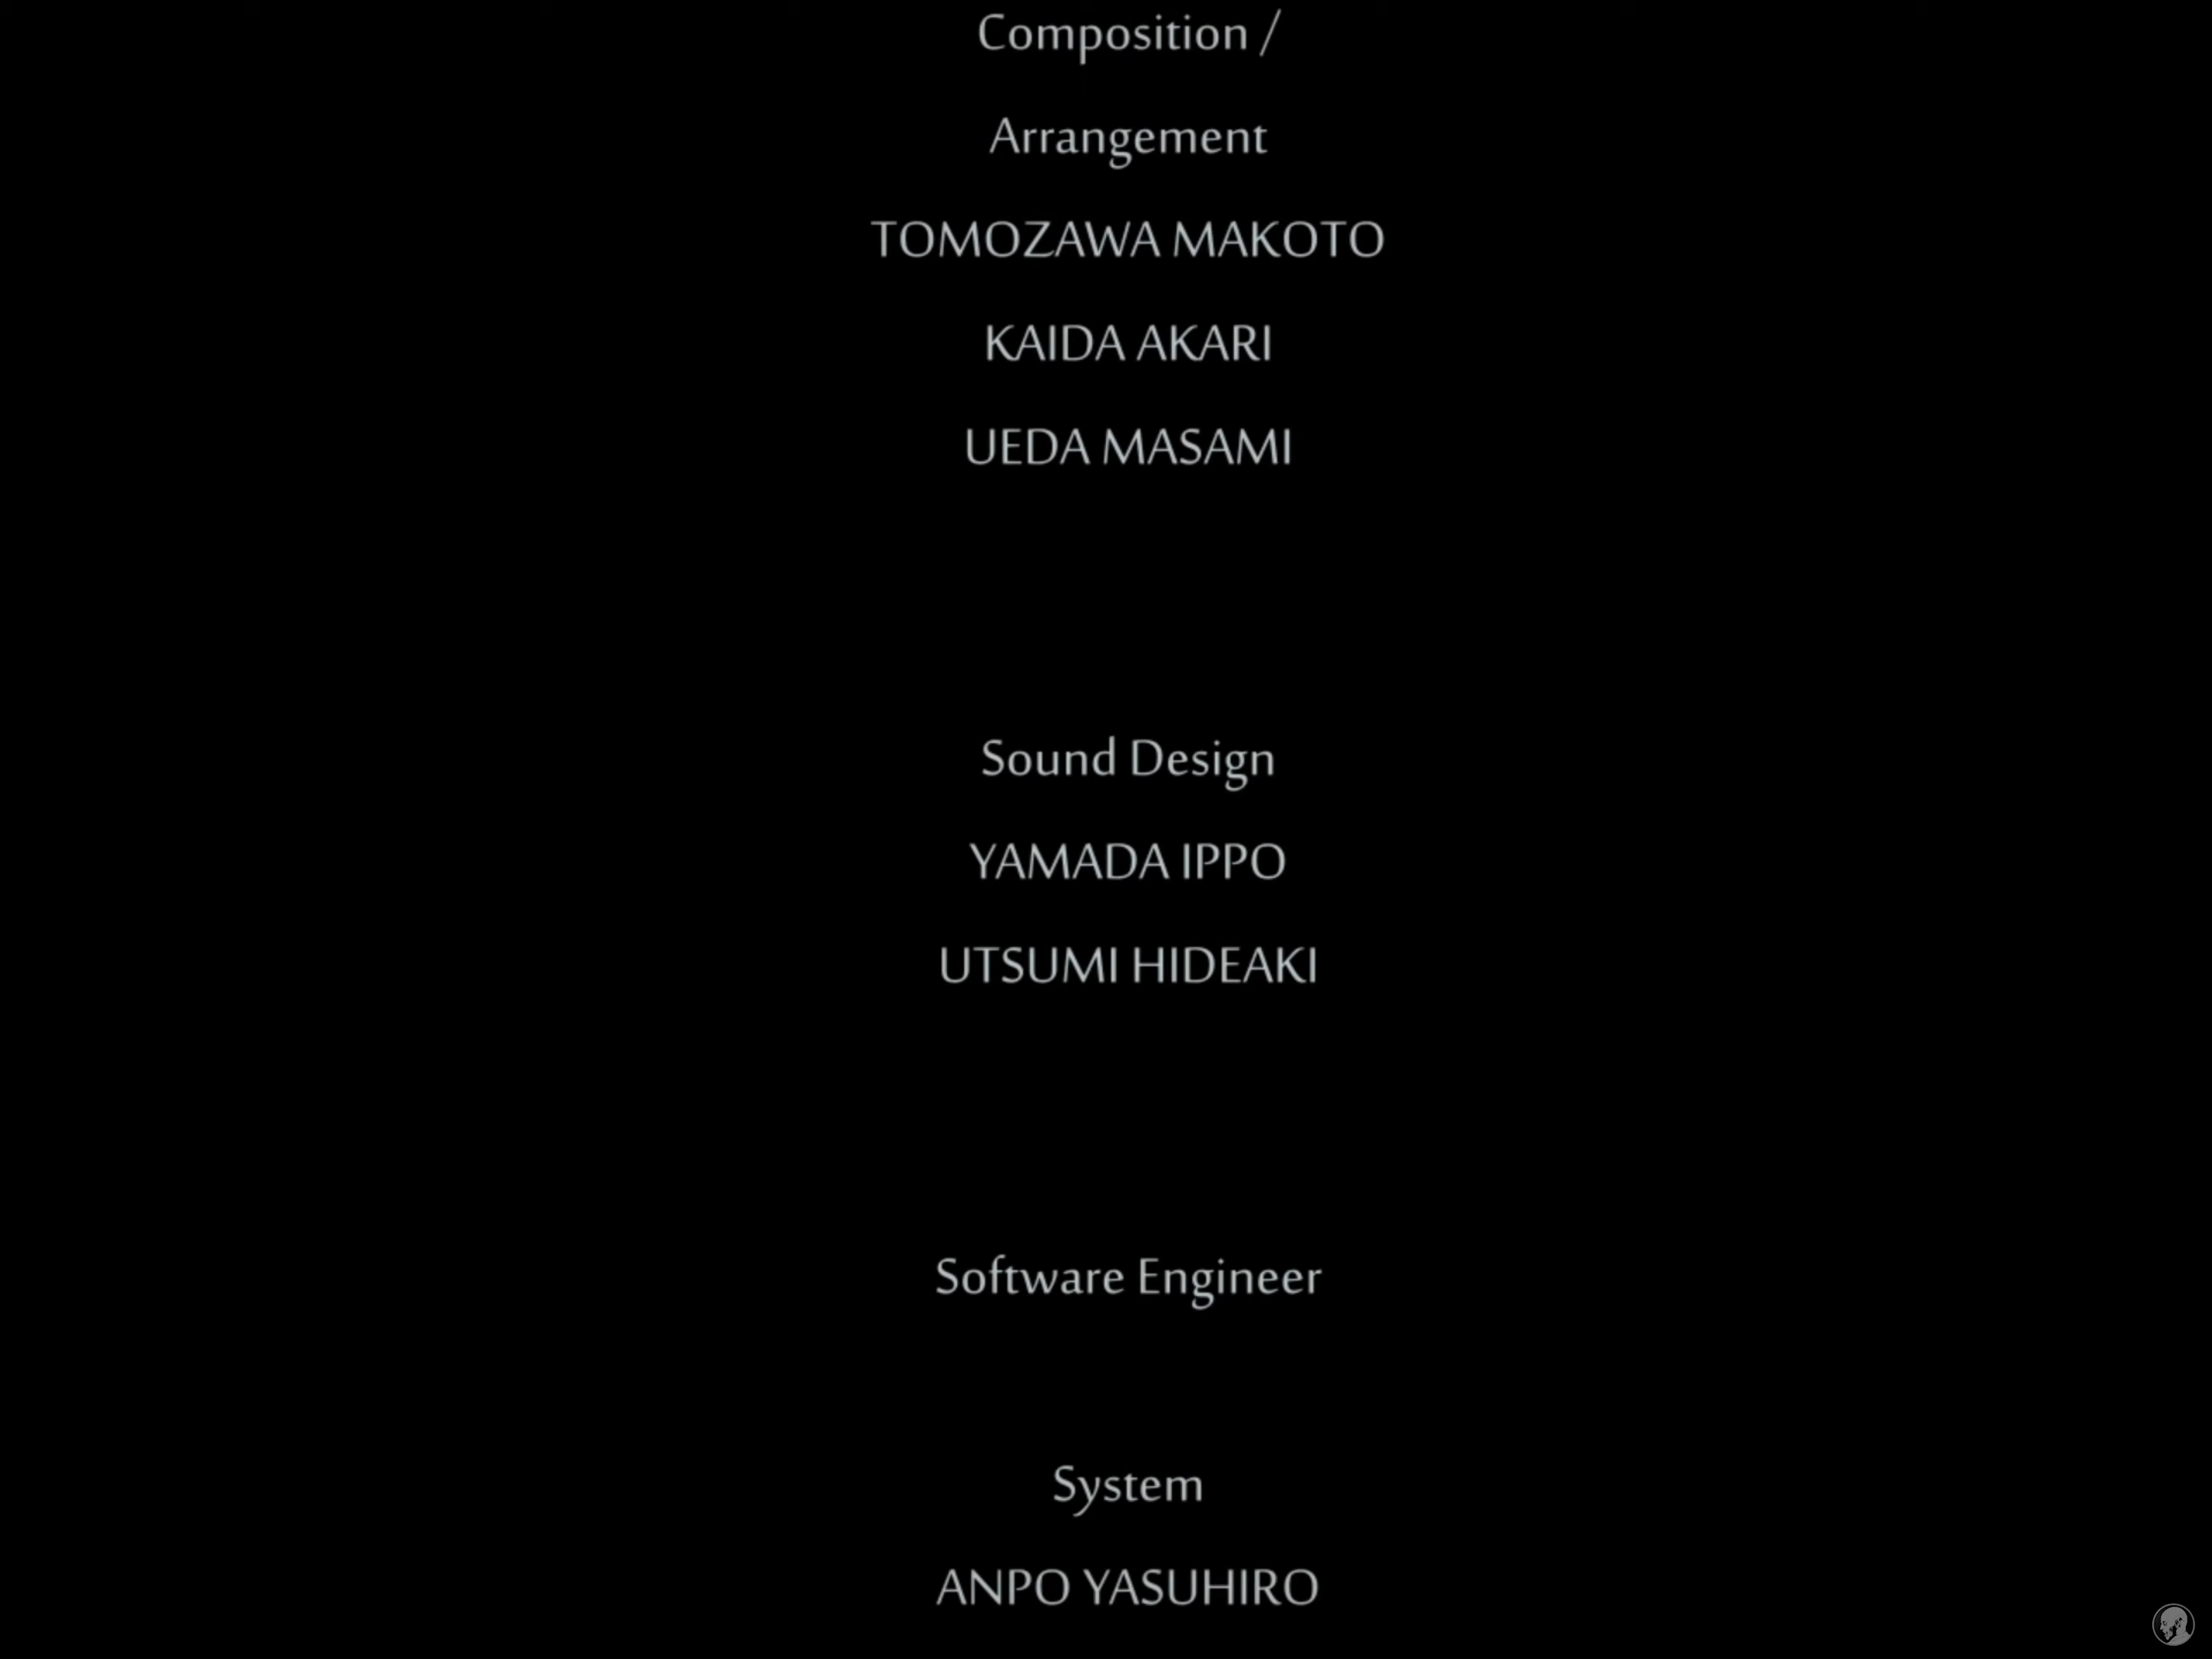 Composition /
Arrangement
TOMOZAWA MAKOTO
KAIDA AKARI
UEDA MASAMI
Sound Design
YAMADA IPPO
UTSUMI HIDEAKI
Software Engineer
System
ANPO YASUHIRO